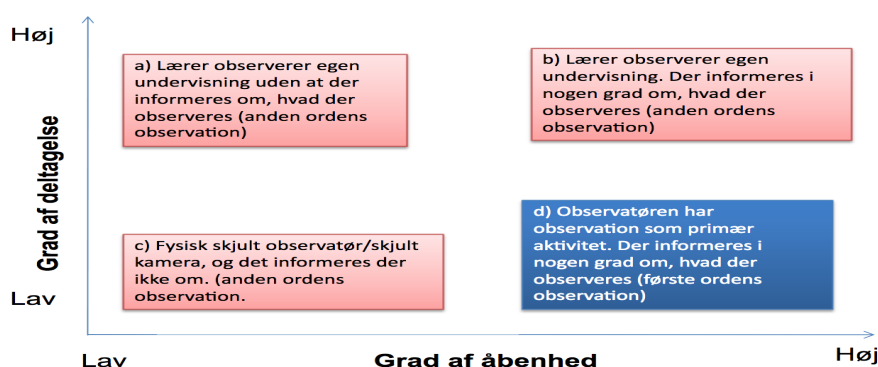 Høj
a) Lærer observerer egen
undervisning uden at der
informeres om, hvad der
observeres (anden ordens
observation)
b) Lærer observerer egen
undervisning. Der informeres i
nogen grad om, hvad der
observeres (anden ordens
observation)
Grad af deltagelse
c) Fysisk skjult observatør/skjult
kamera, og det informeres der
ikke om. (anden ordens
observation.
d) Observatøren har
observation som primær
aktivitet. Der informeres i
nogen grad om, hvad der
observeres (første ordens
observation)
Lav
Lav
Grad af åbenhed
Høj